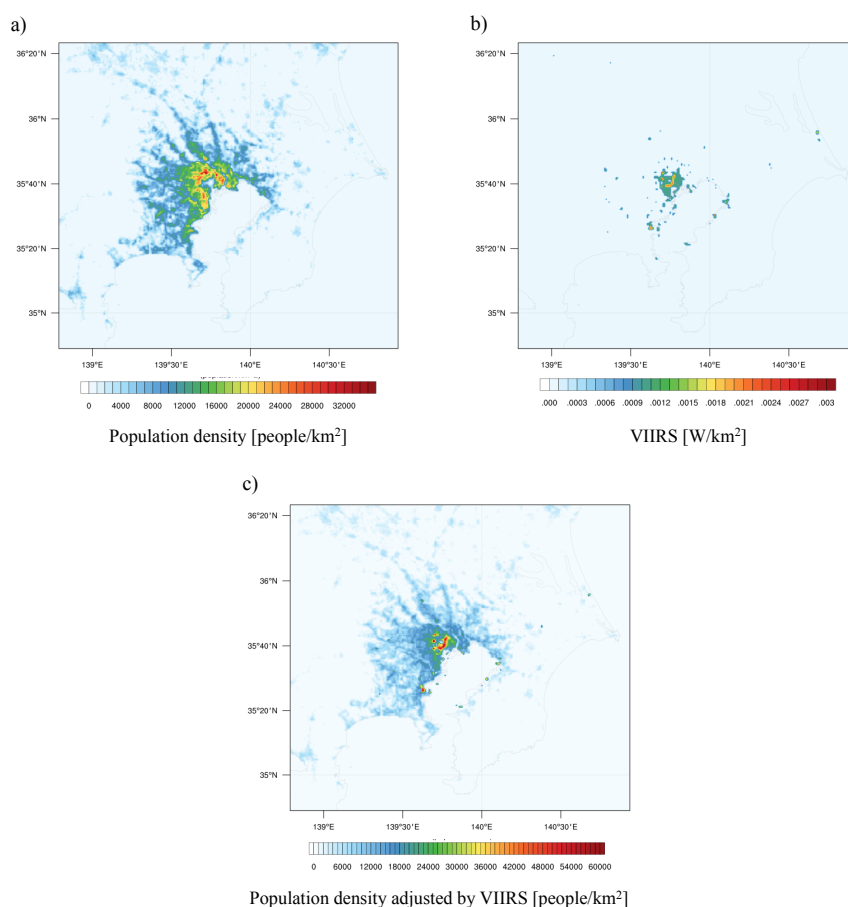 a)
b)
36°20'N
36°N
35°40'N
35°20'N
35°N
139°E
139°30'E
140°E
140°30'E
0 4000 8000 12000 16000 20000 24000 28000 32000
Population density [people/km²]
36°20'N
36°N
35°40'N
35°20'N
35°N
139°E
139°30'E
140°E
140°30'E
.000 .0003 .0006 .0009 .0012 .0015 .0018 .0021 .0024 .0027 .003
VIIRS [W/km²]
c)
36°20'N
36°N
35°40'N
35°20'N
35°N
139°E
139°30'E
140°E
140°30'E
0 6000 12000 18000 24000 30000 36000 42000 48000 54000 60000
Population density adjusted by VIIRS [people/km²]